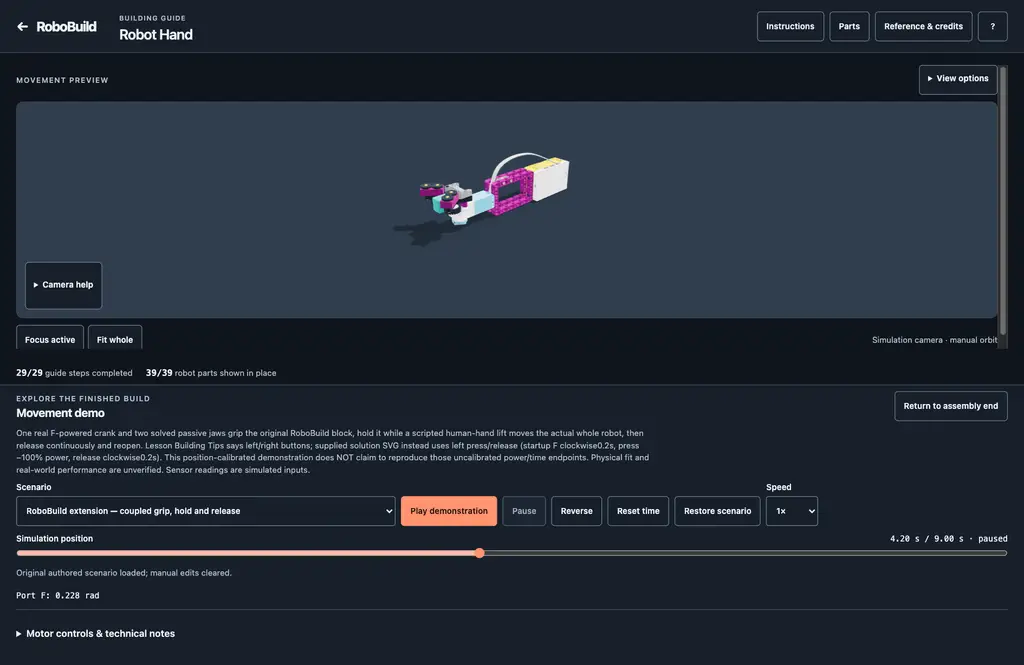 ← RoboBuild
BUILDING GUIDE
Robot Hand
Instructions
Parts
Reference & credits
?
MOVEMENT PREVIEW
▸ View options
▸ Camera help
Focus active
Fit whole
Simulation camera · manual orbit
29/29 guide steps completed 39/39 robot parts shown in place
EXPLORE THE FINISHED BUILD
Movement demo
Return to assembly end
One real F-powered crank and two solved passive jaws grip the original RoboBuild block, hold it while a scripted human-hand lift moves the actual whole robot, then
release continuously and reopen. Lesson Building Tips says left/right buttons; supplied solution SVG instead uses left press/release (startup F clockwise0.2s, press
−100% power, release clockwise0.2s). This position-calibrated demonstration does NOT claim to reproduce those uncalibrated power/time endpoints. Physical fit and
real-world performance are unverified. Sensor readings are simulated inputs.
Scenario
Speed
RoboBuild extension — coupled grip, hold and release
Play demonstration
Pause
Reverse
Reset time
Restore scenario
1×
Simulation position
4.20 s / 9.00 s · paused
Original authored scenario loaded; manual edits cleared.
Port F: 0.228 rad
▸ Motor controls & technical notes